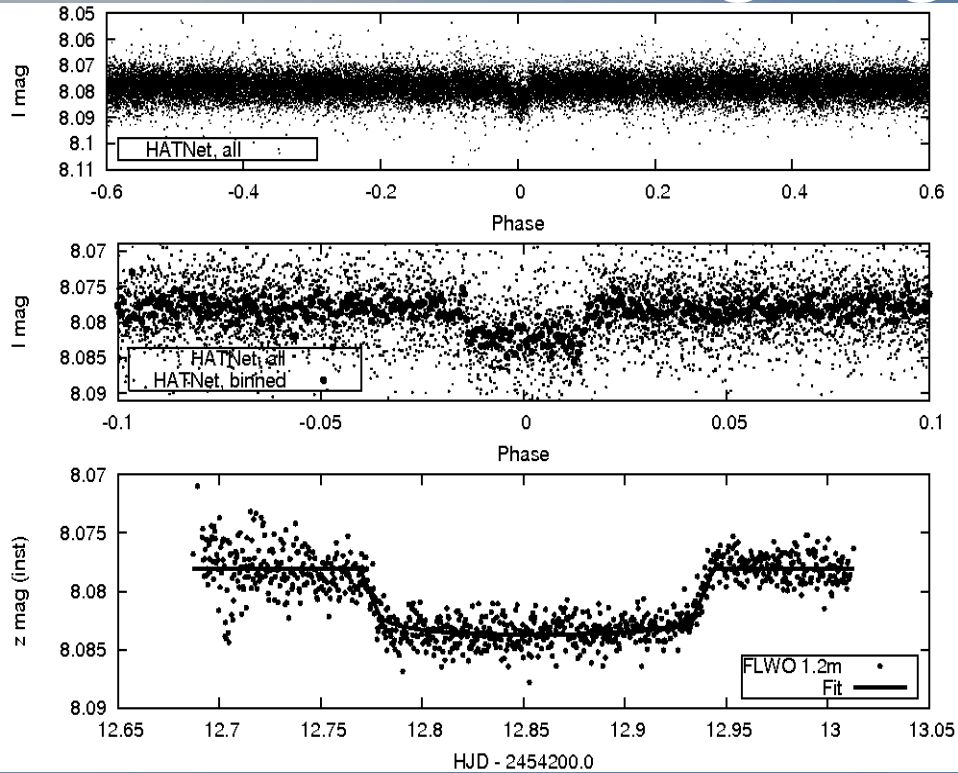 8.05
8.06
8.07
8.08
8.09
8.1
8.11
I mag
HATNet, all
-0.6 -0.4 -0.2 0 0.2 0.4 0.6
Phase
8.07
8.075
8.08
8.085
8.09
I mag
HATNet, all
HATNet, binned
-0.1 -0.05 0 0.05 0.1
Phase
8.07
8.075
8.08
8.085
8.09
z mag (inst)
FLWO 1.2m
Fit
12.65 12.7 12.75 12.8 12.85 12.9 12.95 13 13.05
HJD - 2454200.0